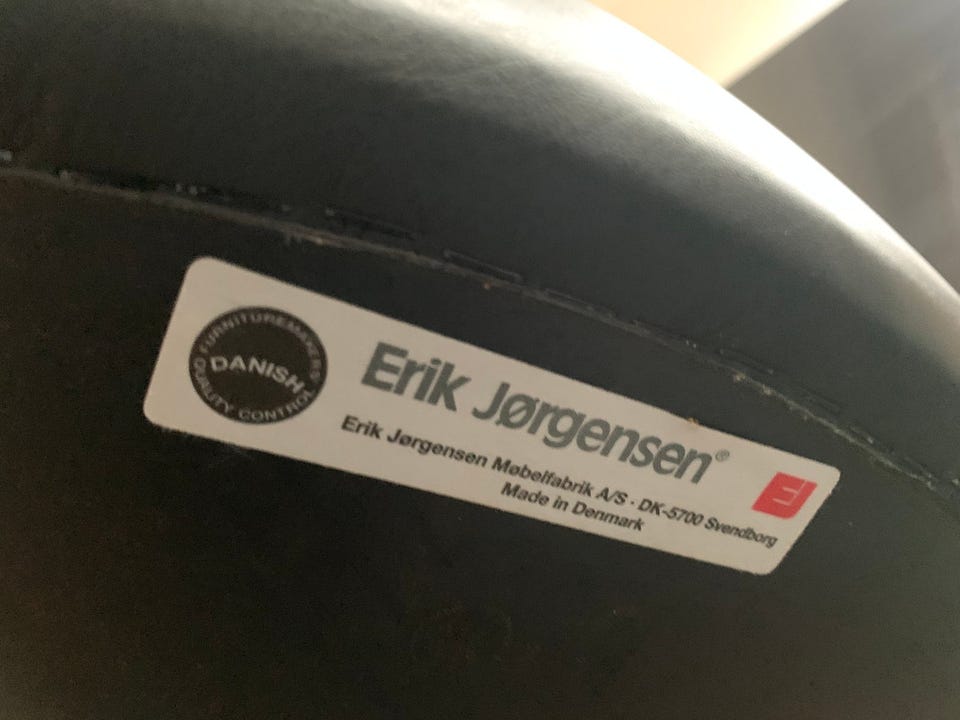 FURNITUREMAKERS'
DANISH
QUALITY CONTROL
Erik Jørgensen®
Erik Jørgensen Møbelfabrik A/S · DK-5700 Svendborg
Made in Denmark
EJ